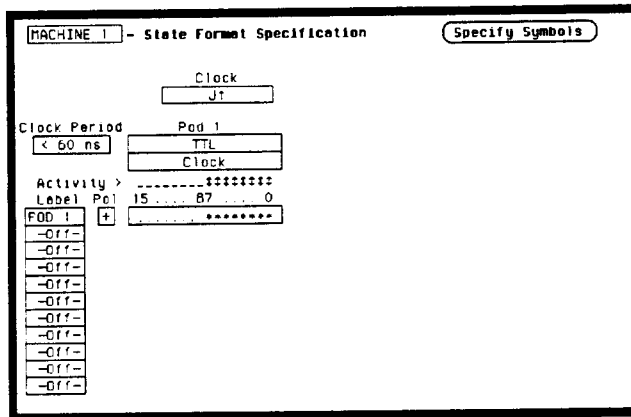 MACHINE 1 - State Format Specification Specify Symbols
Clock
J↑
Clock Period Pod 1
< 60 ns TTL
Clock
Activity > --------‡‡‡‡‡‡‡‡
Label Pol 15 .... 87 .... 0
POD 1 + ........********
-Off-
-Off-
-Off-
-Off-
-Off-
-Off-
-Off-
-Off-
-Off-
-Off-